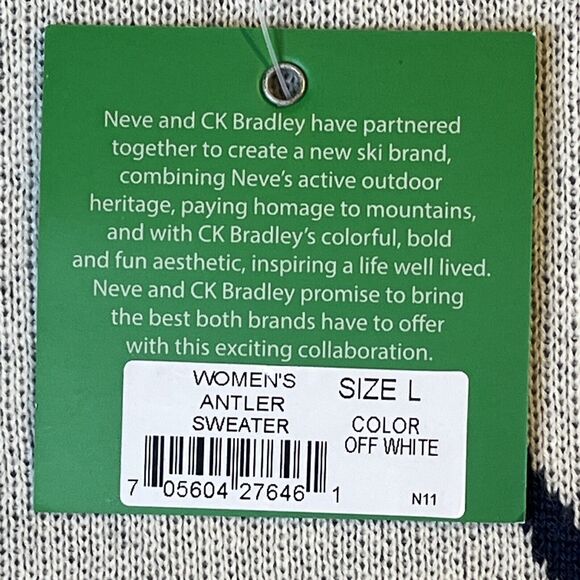 Neve and CK Bradley have partnered
together to create a new ski brand,
combining Neve's active outdoor
heritage, paying homage to mountains,
and with CK Bradley's colorful, bold
and fun aesthetic, inspiring a life well lived.
Neve and CK Bradley promise to bring
the best both brands have to offer
with this exciting collaboration.
WOMEN'S
ANTLER
SWEATER
SIZE L
COLOR
OFF WHITE
7 05604 27646 1
N11